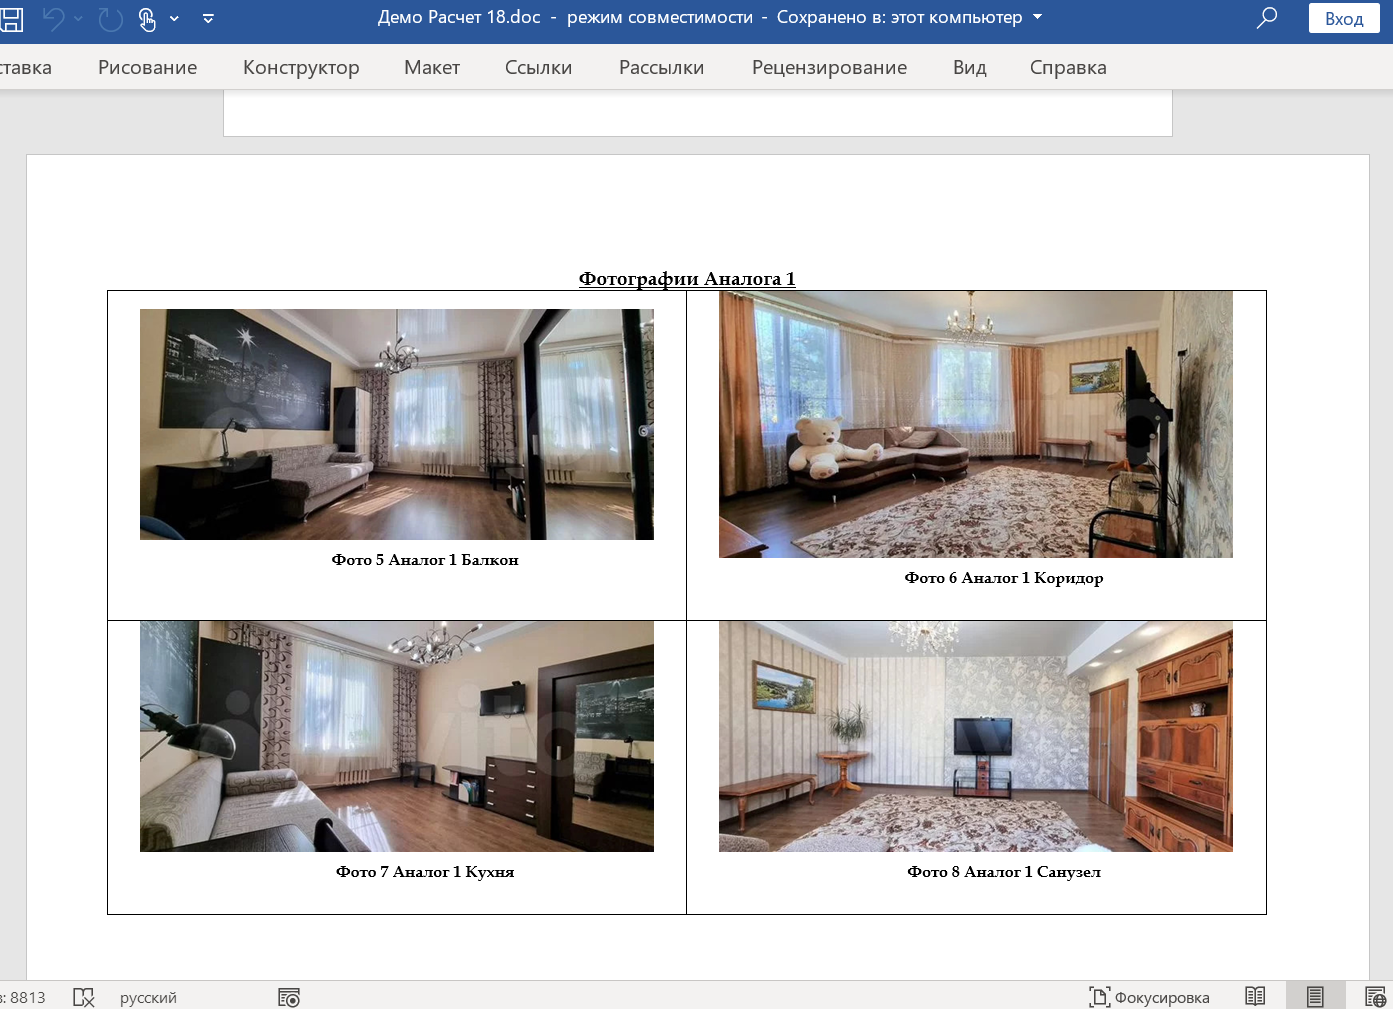 Демо Расчет 18.doc - режим совместимости - Сохранено в: этот компьютер
Вход
ставка Рисование Конструктор Макет Ссылки Рассылки Рецензирование Вид Справка
Фотографии Аналога 1
Фото 5 Аналог 1 Балкон
Фото 6 Аналог 1 Коридор
Фото 7 Аналог 1 Кухня
Фото 8 Аналог 1 Санузел
в: 8813 русский Фокусировка